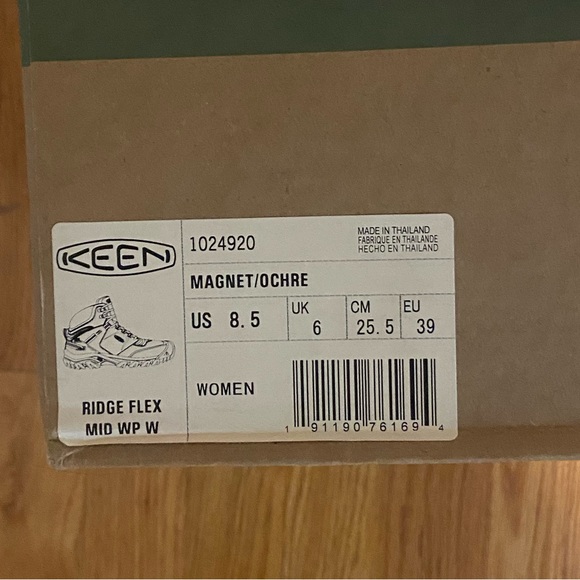 KEEN
1024920
MADE IN THAILAND
FABRIQUE EN THAILANDE
HECHO EN THAILAND
MAGNET/OCHRE
US 8.5
UK 6
CM 25.5
EU 39
WOMEN
RIDGE FLEX
MID WP W
1 91190 76169 4